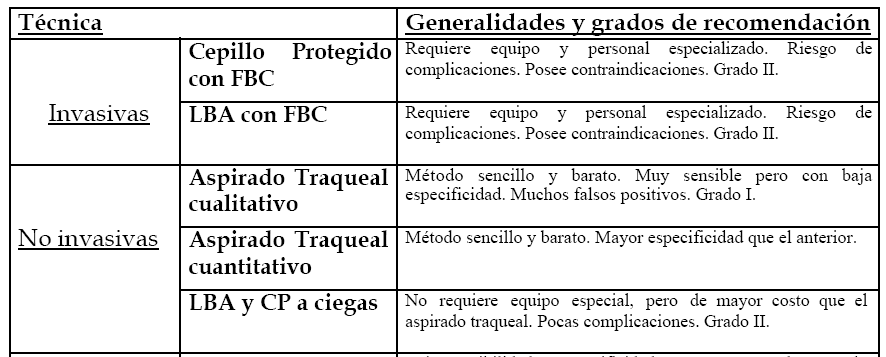 Técnica
Generalidades y grados de recomendación
Invasivas
Cepillo Protegido
con FBC
Requiere equipo y personal especializado. Riesgo de
complicaciones. Posee contraindicaciones. Grado II.
LBA con FBC
Requiere equipo y personal especializado. Riesgo de
complicaciones. Posee contraindicaciones. Grado II.
No invasivas
Aspirado Traqueal
cualitativo
Método sencillo y barato. Muy sensible pero con baja
especificidad. Muchos falsos positivos. Grado I.
Aspirado Traqueal
cuantitativo
Método sencillo y barato. Mayor especificidad que el anterior.
LBA y CP a ciegas
No requiere equipo especial, pero de mayor costo que el
aspirado traqueal. Pocas complicaciones. Grado II.